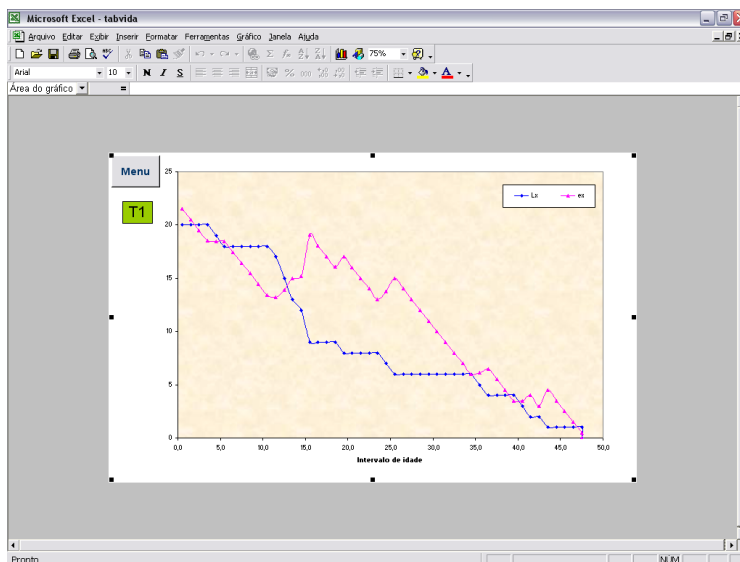 Microsoft Excel - tabvida
Arquivo Editar Exibir Inserir Formatar Ferramentas Gráfico Janela Ajuda
75%
Arial 10 N I S
Área do gráfico =
Menu
T1
25
20
15
10
5
0
Lx ex
0,0 5,0 10,0 15,0 20,0 25,0 30,0 35,0 40,0 45,0 50,0
Intervalo de idade
Pronto NÚM